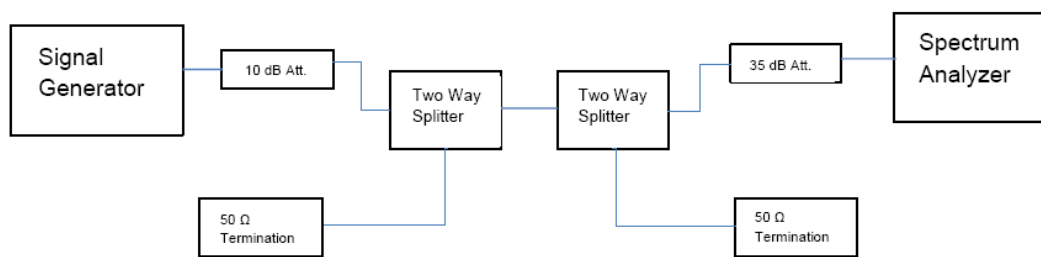 Signal
Generator
10 dB Att.
Two Way
Splitter
Two Way
Splitter
35 dB Att.
Spectrum
Analyzer
50 Ω
Termination
50 Ω
Termination